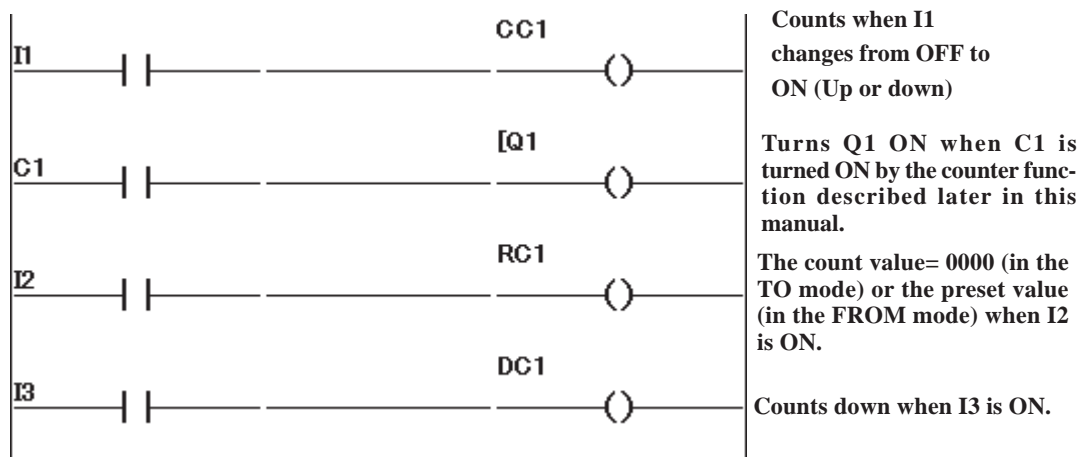 CC1
I1
Counts when I1
changes from OFF to
ON (Up or down)
[Q1
C1
Turns Q1 ON when C1 is
turned ON by the counter func-
tion described later in this
manual.
RC1
I2
The count value= 0000 (in the
TO mode) or the preset value
(in the FROM mode) when I2
is ON.
DC1
I3
Counts down when I3 is ON.